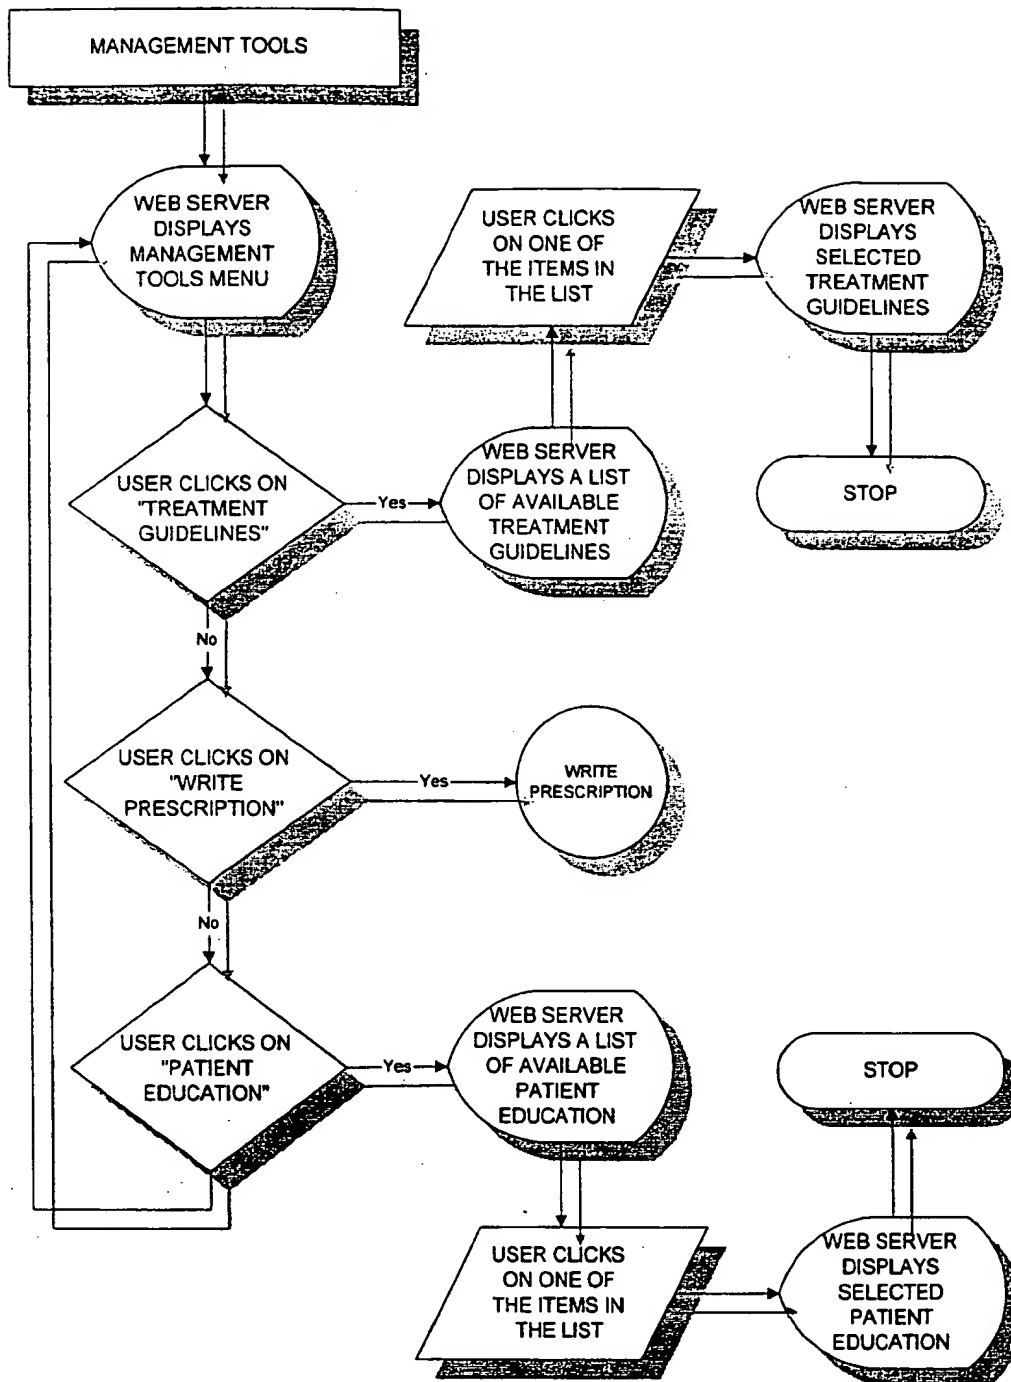 MANAGEMENT TOOLS
WEB SERVER
DISPLAYS
MANAGEMENT
TOOLS MENU
USER CLICKS
ON ONE OF
THE ITEMS IN
THE LIST
WEB SERVER
DISPLAYS
SELECTED
TREATMENT
GUIDELINES
USER CLICKS ON
"TREATMENT
GUIDELINES"
Yes
WEB SERVER
DISPLAYS A LIST
OF AVAILABLE
TREATMENT
GUIDELINES
STOP
No
USER CLICKS ON
"WRITE
PRESCRIPTION"
Yes
WRITE
PRESCRIPTION
No
USER CLICKS ON
"PATIENT
EDUCATION"
Yes
WEB SERVER
DISPLAYS A LIST
OF AVAILABLE
PATIENT
EDUCATION
STOP
USER CLICKS
ON ONE OF
THE ITEMS IN
THE LIST
WEB SERVER
DISPLAYS
SELECTED
PATIENT
EDUCATION